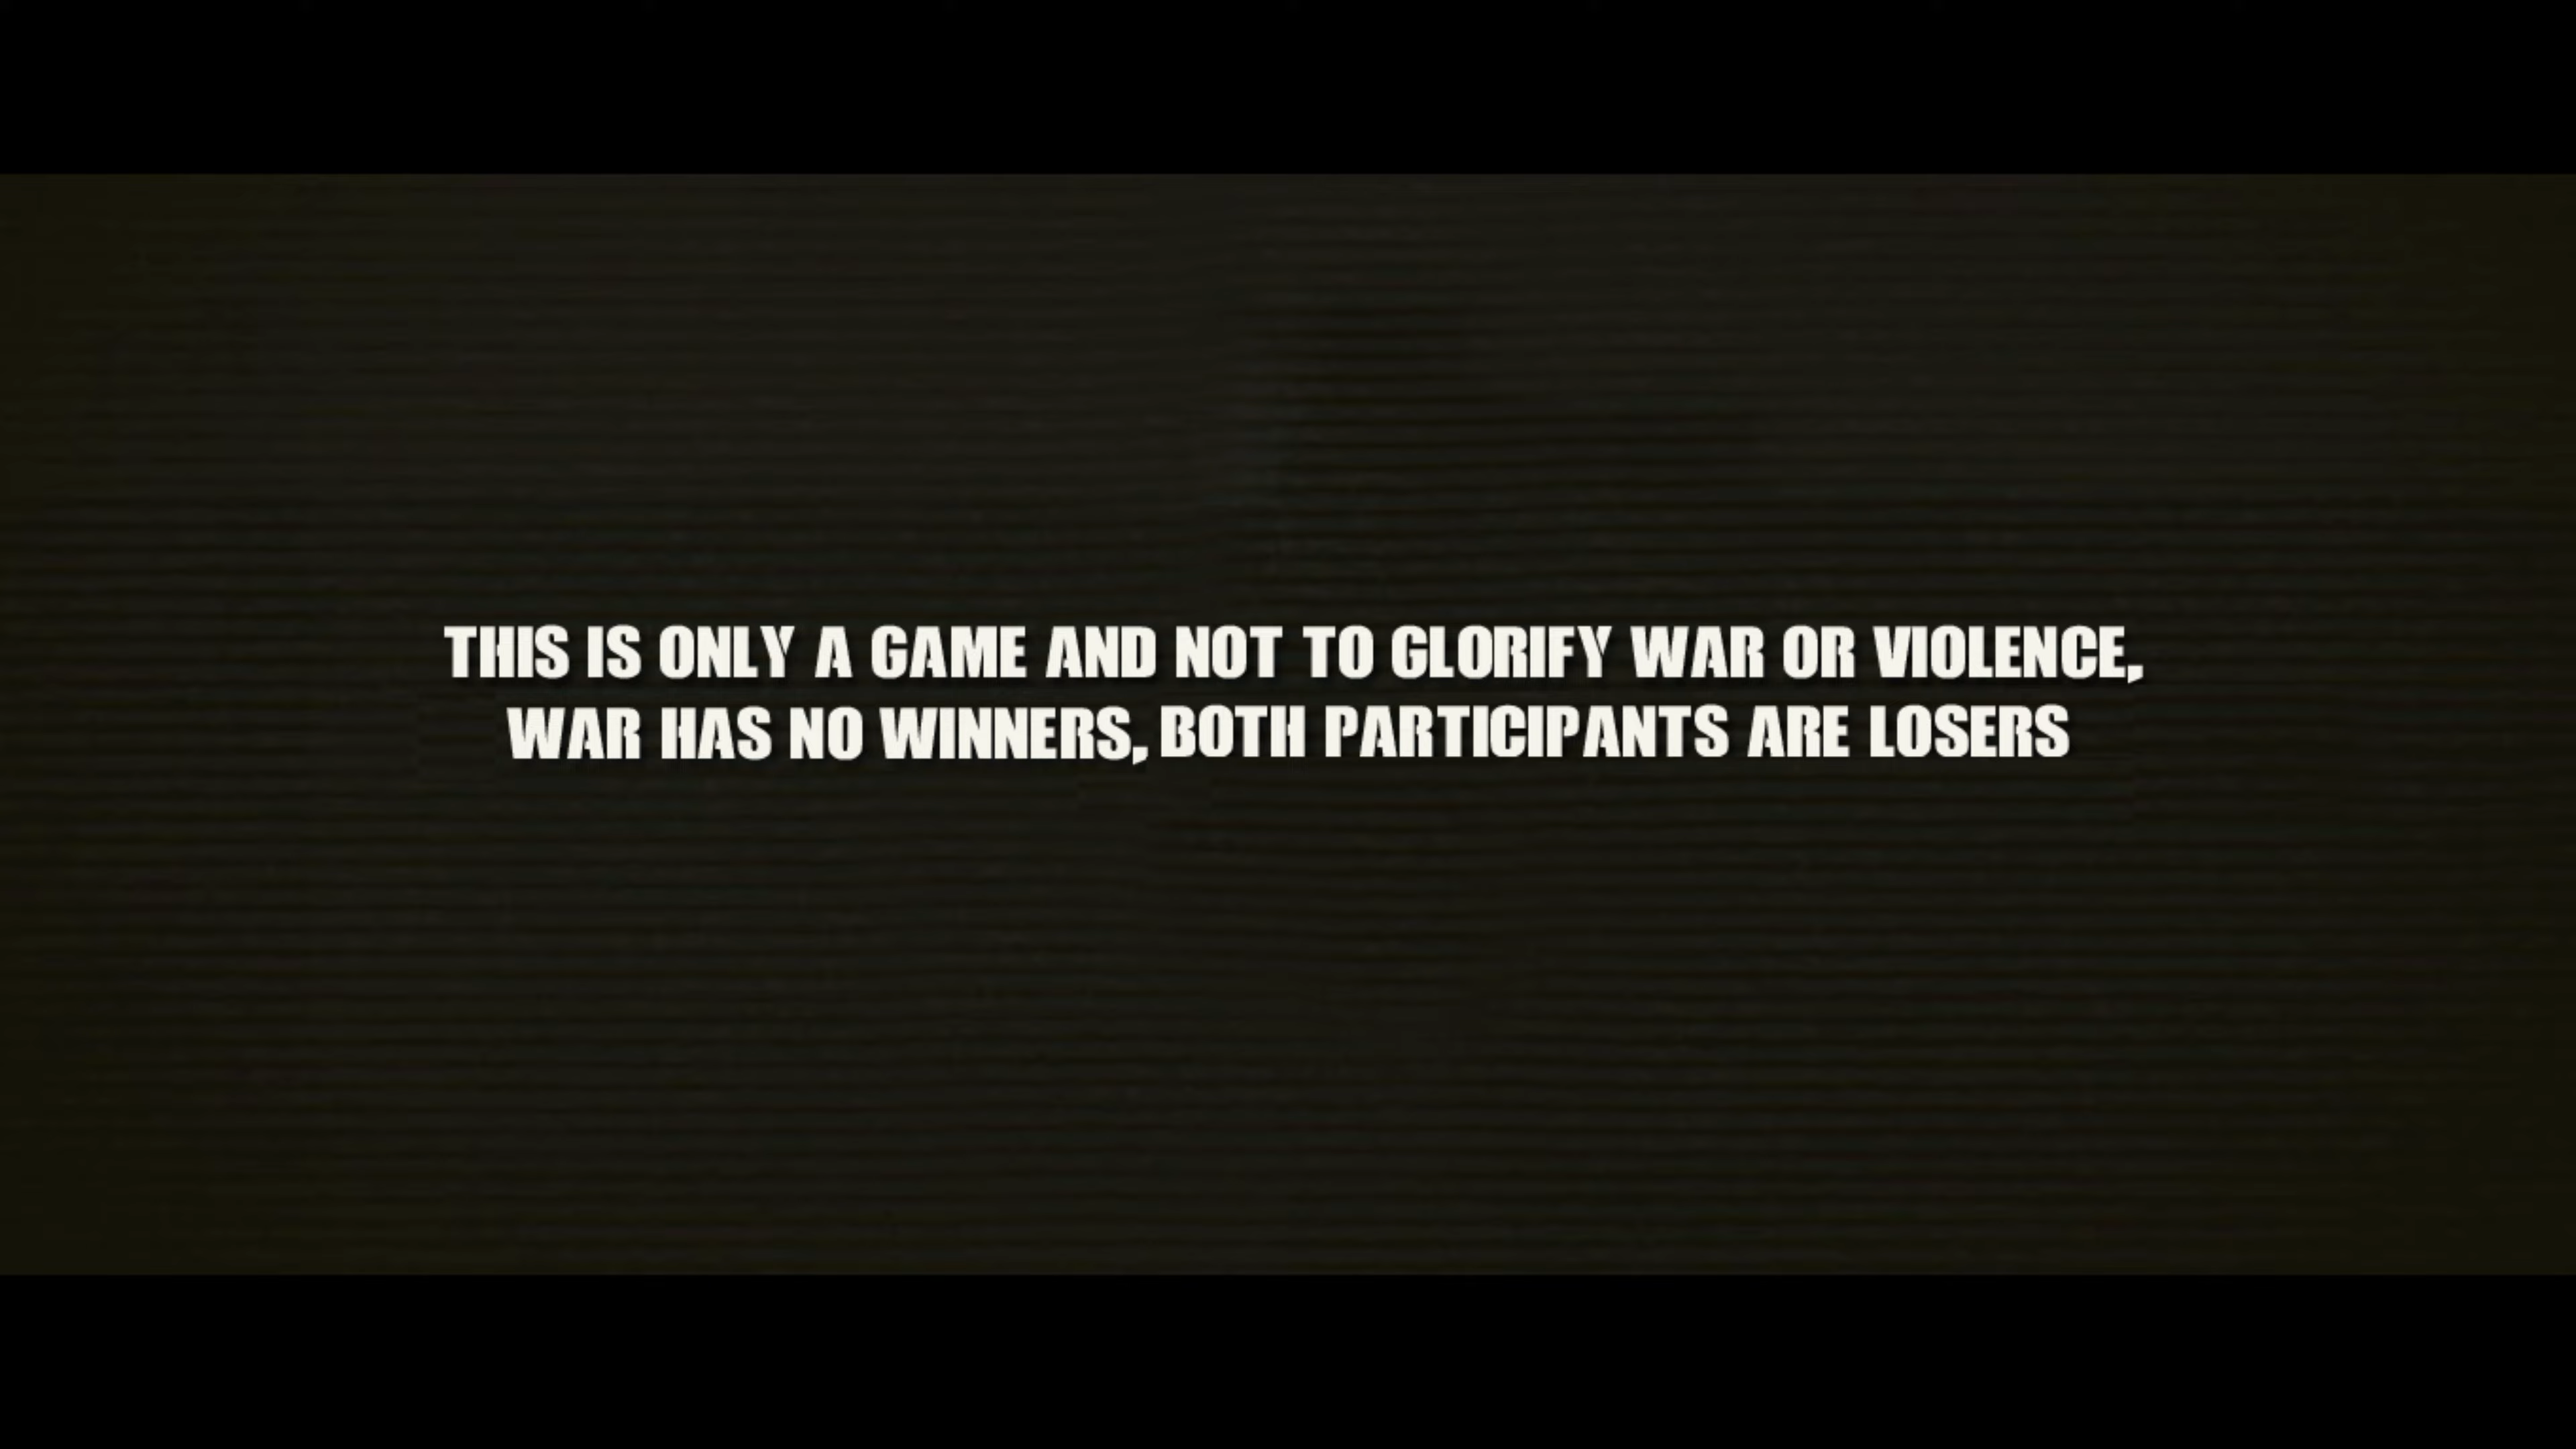 THIS IS ONLY A GAME AND NOT TO GLORIFY WAR OR VIOLENCE,
WAR HAS NO WINNERS, BOTH PARTICIPANTS ARE LOSERS